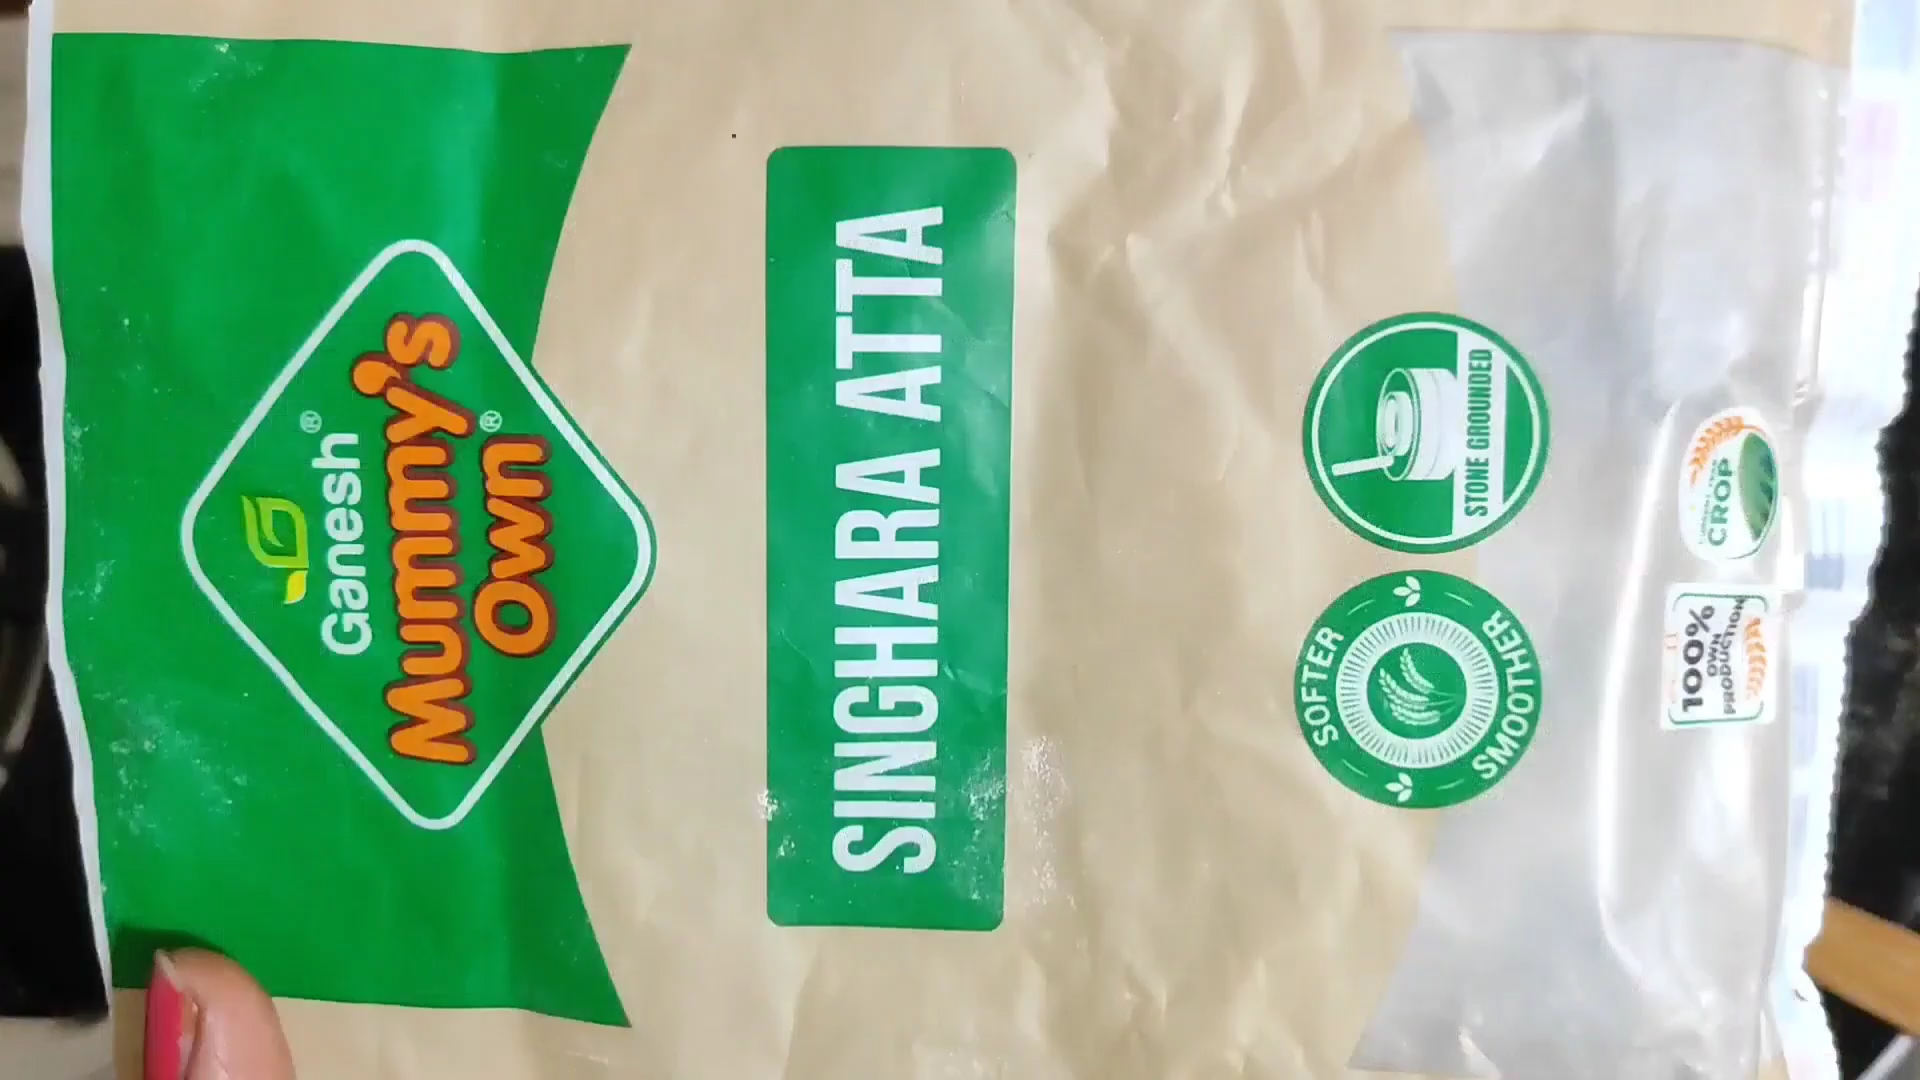 Ganesh®
Mummy's
Own®
SINGHARA ATTA
SOFTER
SMOOTHER
STONE GROUNDED
100%
OWN
PRODUCTION
CROP